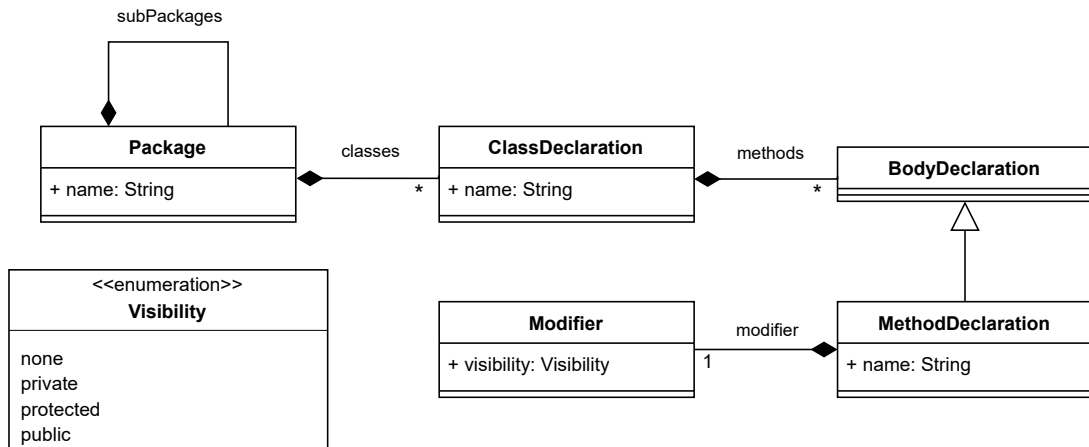 subPackages
Package
+ name: String
classes
*
ClassDeclaration
+ name: String
methods
*
BodyDeclaration
<<enumeration>>
Visibility
none
private
protected
public
Modifier
+ visibility: Visibility
modifier
1
MethodDeclaration
+ name: String